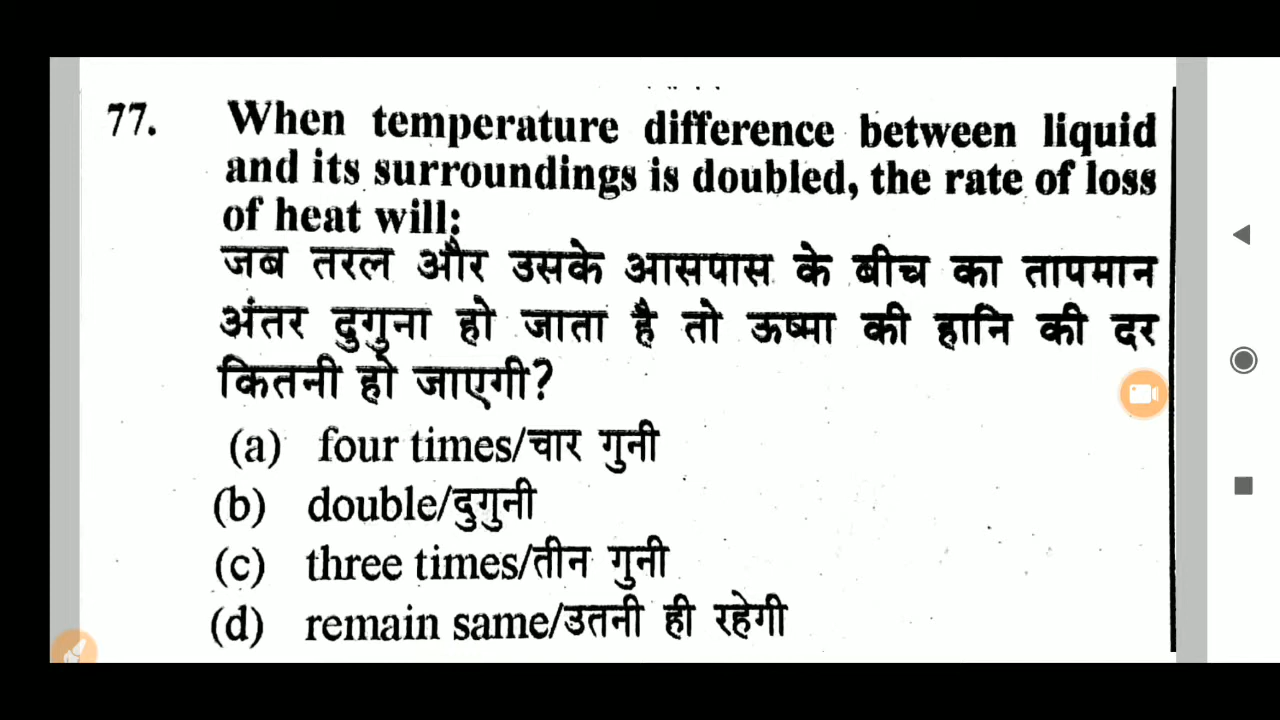 77. When temperature difference between liquid
and its surroundings is doubled, the rate of loss
of heat will:
जब तरल और उसके आसपास के बीच का तापमान
अंतर दुगुना हो जाता है तो ऊष्मा की हानि की दर
कितनी हो जाएगी?
(a) four times/चार गुनी
(b) double/दुगुनी
(c) three times/तीन गुनी
(d) remain same/उतनी ही रहेगी